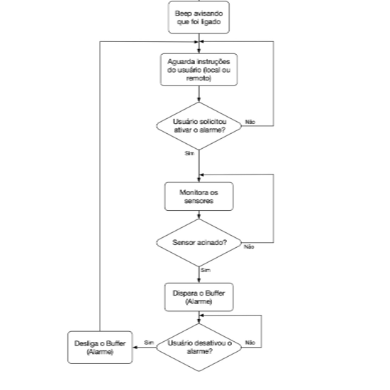 Beep avisando
que foi ligado
Aguarda instruções
do usuário (local ou
remoto)
Usuário solicitou
ativar o alarme?
Não
Sim
Monitora os
sensores
Sensor acinado?
Não
Sim
Dispara o Buffer
(Alarme)
Usuário desativou o
alarme?
Não
Sim
Desliga o Buffer
(Alarme)